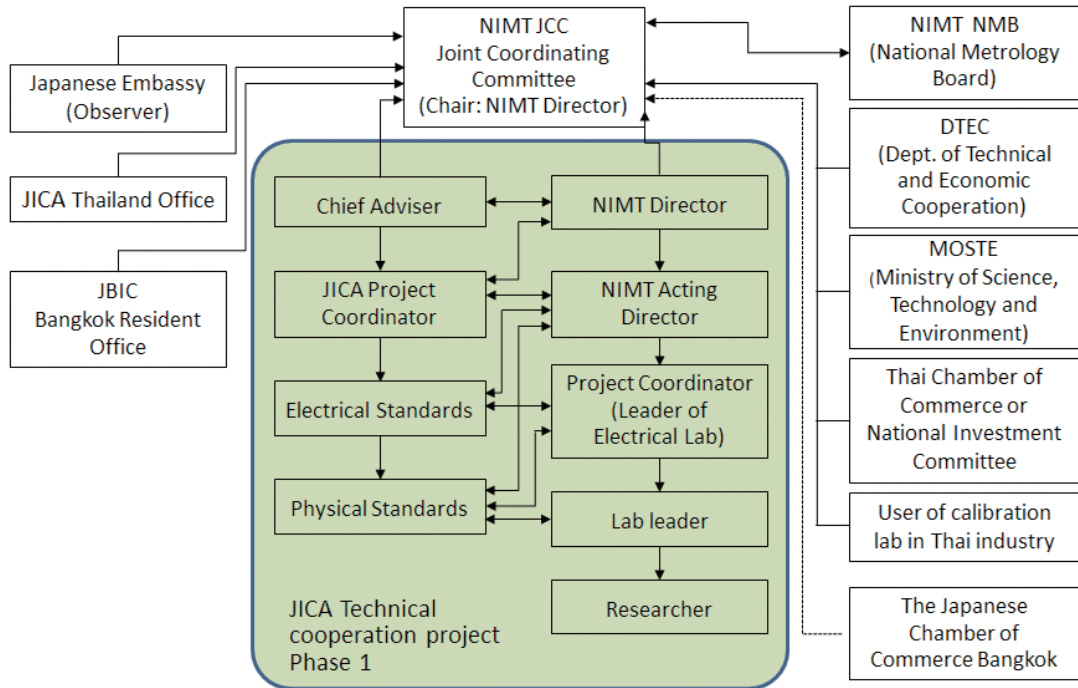 NIMT JCC
Joint Coordinating
Committee
(Chair: NIMT Director)
Japanese Embassy
(Observer)
JICA Thailand Office
JBIC
Bangkok Resident
Office
Chief Adviser
NIMT Director
JICA Project
Coordinator
NIMT Acting
Director
Electrical Standards
Project Coordinator
(Leader of
Electrical Lab)
Physical Standards
Lab leader
Researcher
JICA Technical
cooperation project
Phase 1
NIMT NMB
(National Metrology
Board)
DTEC
(Dept. of Technical
and Economic
Cooperation)
MOSTE
(Ministry of Science,
Technology and
Environment)
Thai Chamber of
Commerce or
National Investment
Committee
User of calibration
lab in Thai industry
The Japanese
Chamber of
Commerce Bangkok